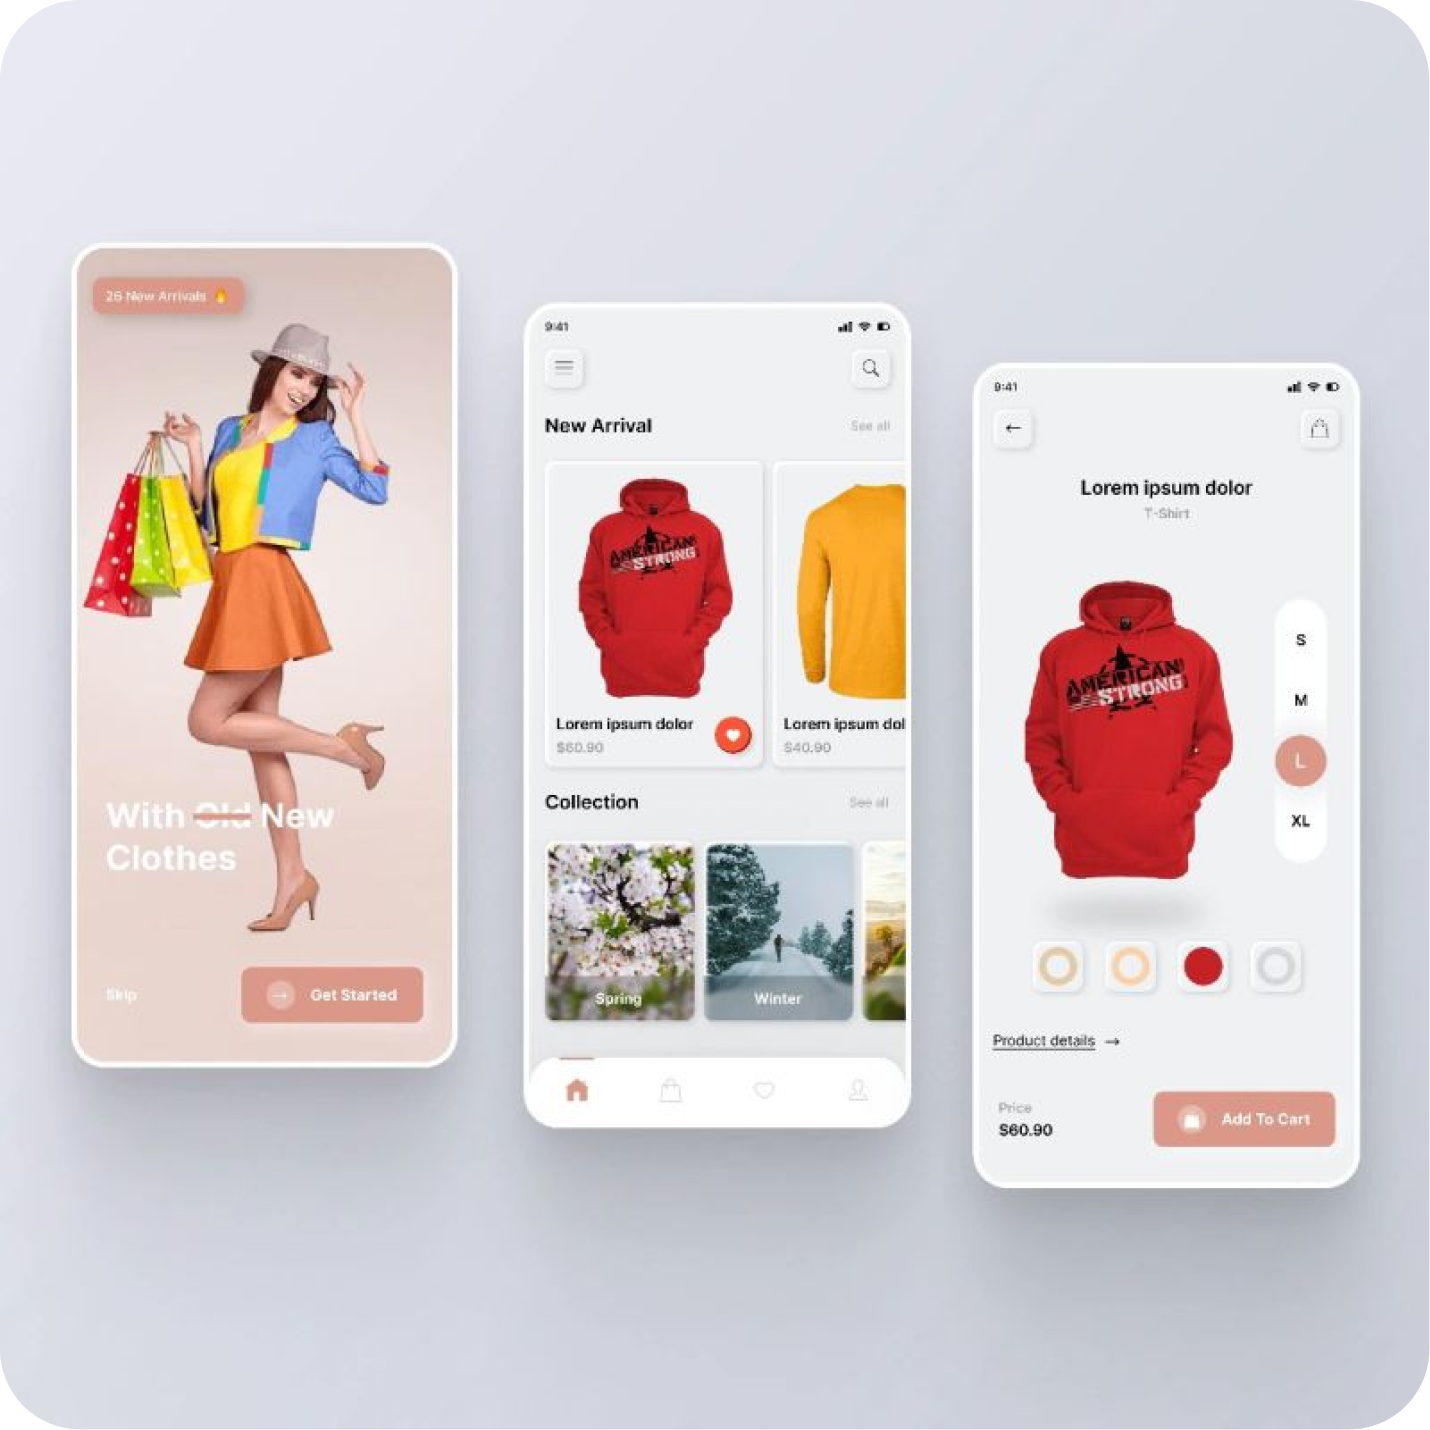 26 New Arrivals 🔥
With Old New
Clothes
Skip
→ Get Started
9:41
New Arrival
See all
AMERICAN
STRONG
Lorem ipsum dolor
$60.90
Lorem ipsum dol
$40.90
Collection
See all
Spring
Winter
9:41
←
Lorem ipsum dolor
T-Shirt
AMERICAN
STRONG
S
M
L
XL
Product details →
Price
$60.90
Add To Cart